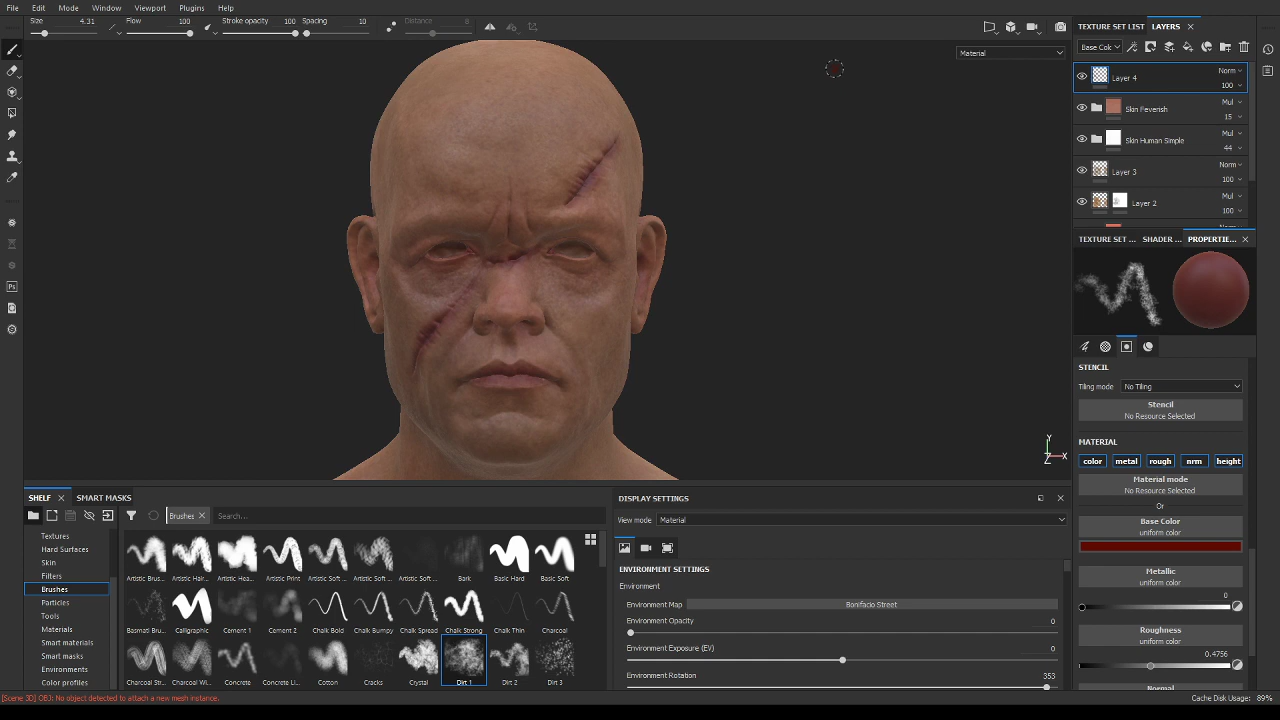 File Edit Mode Window Viewport Plugins Help
Size 4.31 Flow 100 Stroke opacity 100 Spacing 10 Distance 8
Material
TEXTURE SET LIST LAYERS
Base Colc
Layer 4 Norm 100
Skin Feverish Mul 15
Skin Human Simple Mul 44
Layer 3 Norm 100
Layer 2 Mul 100
TEXTURE SET ... SHADER ... PROPERTIE...
STENCIL
Tiling mode No Tiling
Stencil
No Resource Selected
MATERIAL
color metal rough nrm height
Material mode
No Resource Selected
Or
Base Color
uniform color
Metallic
uniform color
0
Roughness
uniform color
0.4756
Normal
Y
Z X
Ps
SHELF SMART MASKS
Brushes Search...
Textures
Hard Surfaces
Skin
Filters
Brushes
Particles
Tools
Materials
Smart materials
Smart masks
Environments
Color profiles
Artistic Brus... Artistic Hair... Artistic Hea... Artistic Print Artistic Soft ... Artistic Soft ... Artistic Soft ... Bark Basic Hard Basic Soft
Basmati Bru... Calligraphic Cement 1 Cement 2 Chalk Bold Chalk Bumpy Chalk Spread Chalk Strong Chalk Thin Charcoal
Charcoal Str... Charcoal Wi... Concrete Concrete Li... Cotton Cracks Crystal Dirt 1 Dirt 2 Dirt 3
DISPLAY SETTINGS
View mode Material
ENVIRONMENT SETTINGS
Environment
Environment Map Bonifacio Street
Environment Opacity 0
Environment Exposure (EV) 0
Environment Rotation 353
[Scene 3D] OBJ: No object detected to attach a new mesh instance.
Cache Disk Usage: 89%